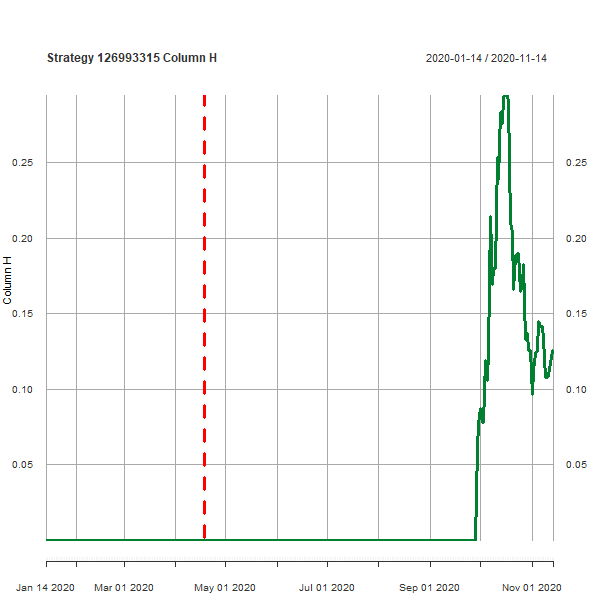 Strategy 126993315 Column H
2020-01-14 / 2020-11-14
Column H
0.25
0.20
0.15
0.10
0.05
0.25
0.20
0.15
0.10
0.05
Jan 14 2020
Mar 01 2020
May 01 2020
Jul 01 2020
Sep 01 2020
Nov 01 2020